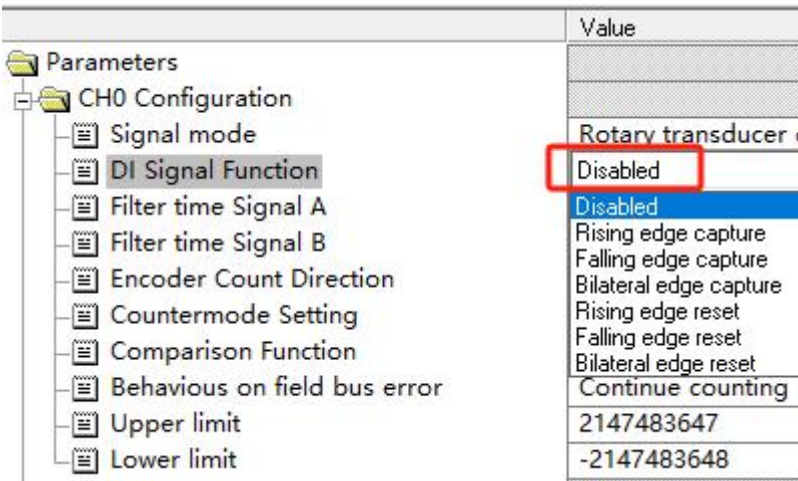 Value
Parameters
CH0 Configuration
Signal mode Rotary transducer
DI Signal Function Disabled
Filter time Signal A Disabled
Rising edge capture
Filter time Signal B Falling edge capture
Encoder Count Direction Bilateral edge capture
Countermode Setting Rising edge reset
Falling edge reset
Comparison Function Bilateral edge reset
Behavious on field bus error Continue counting
Upper limit 2147483647
Lower limit -2147483648